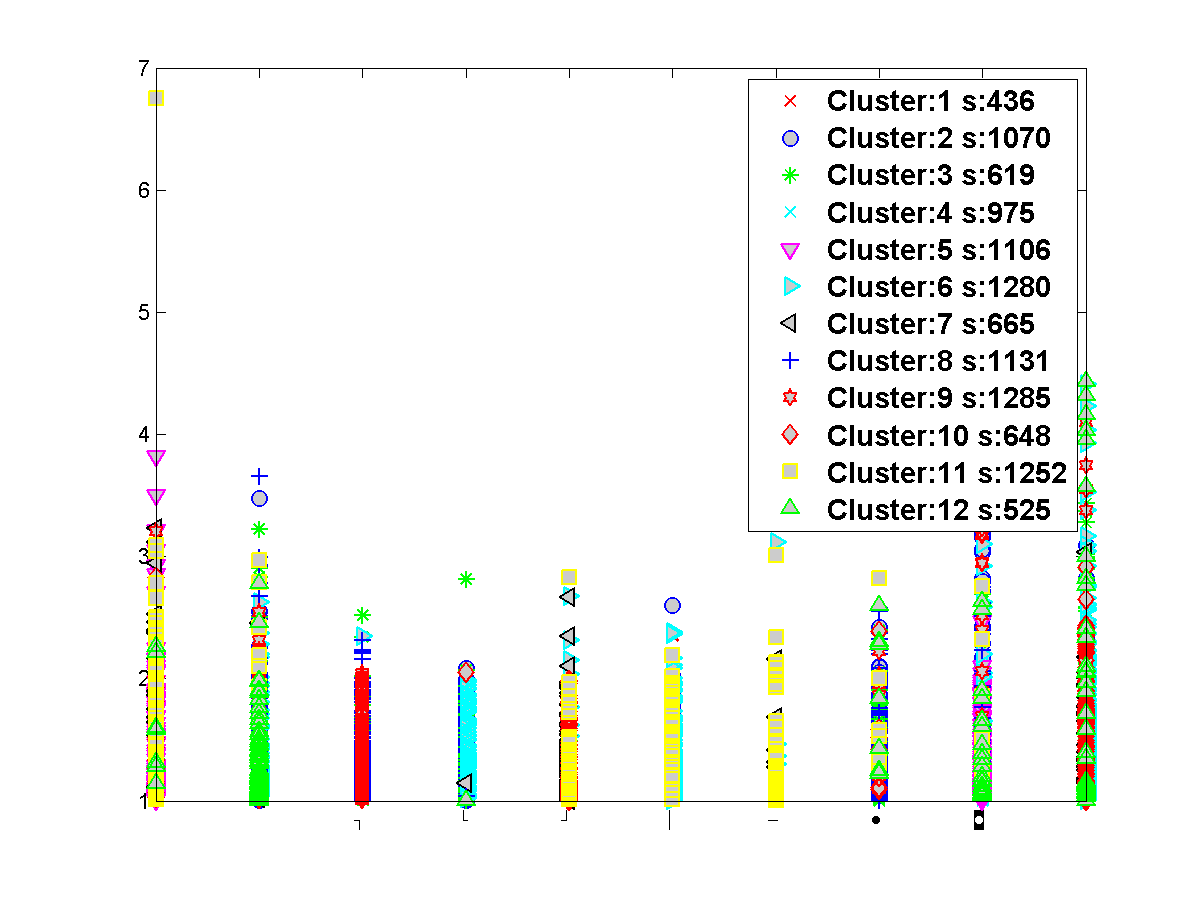 7
Cluster:1 s:436
Cluster:2 s:1070
Cluster:3 s:619
6
Cluster:4 s:975
Cluster:5 s:1106
Cluster:6 s:1280
5
Cluster:7 s:665
Cluster:8 s:1131
Cluster:9 s:1285
4
Cluster:10 s:648
Cluster:11 s:1252
Cluster:12 s:525
3
2
1